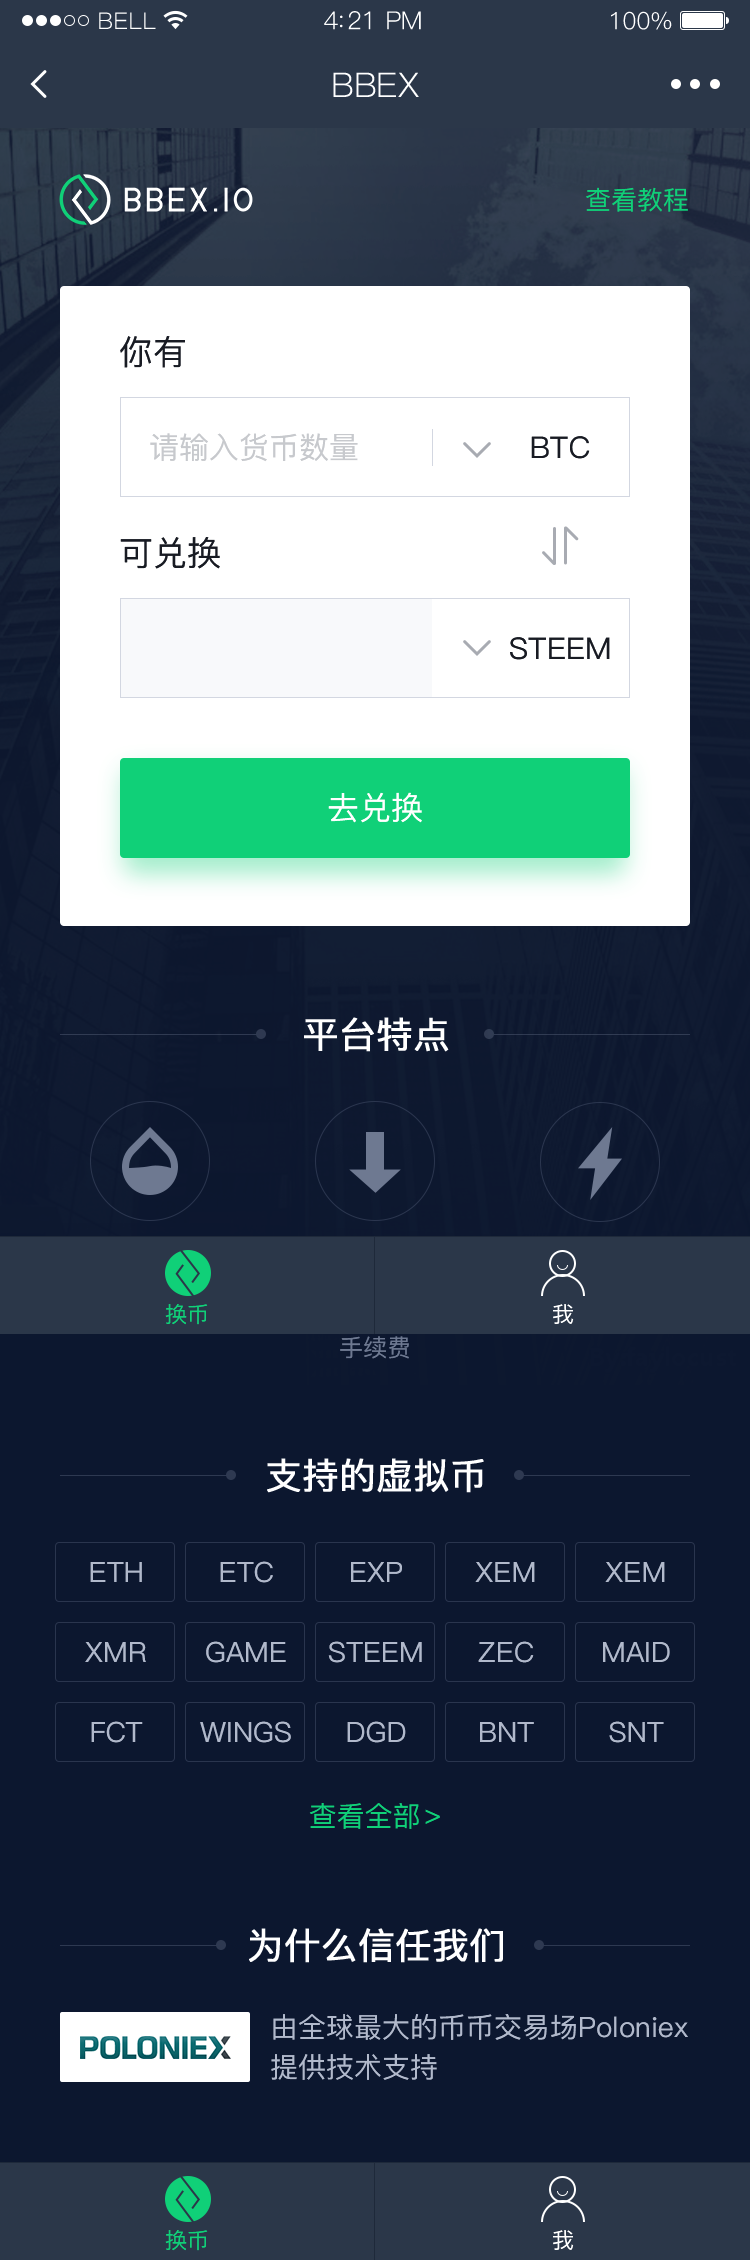 BELL 4:21 PM 100%
BBEX
BBEX.IO 查看教程
你有
请输入货币数量 BTC
可兑换
STEEM
去兑换
平台特点
换币 我
手续费
支持的虚拟币
ETH ETC EXP XEM XEM
XMR GAME STEEM ZEC MAID
FCT WINGS DGD BNT SNT
查看全部>
为什么信任我们
POLONIEX
由全球最大的币币交易场Poloniex
提供技术支持
换币 我